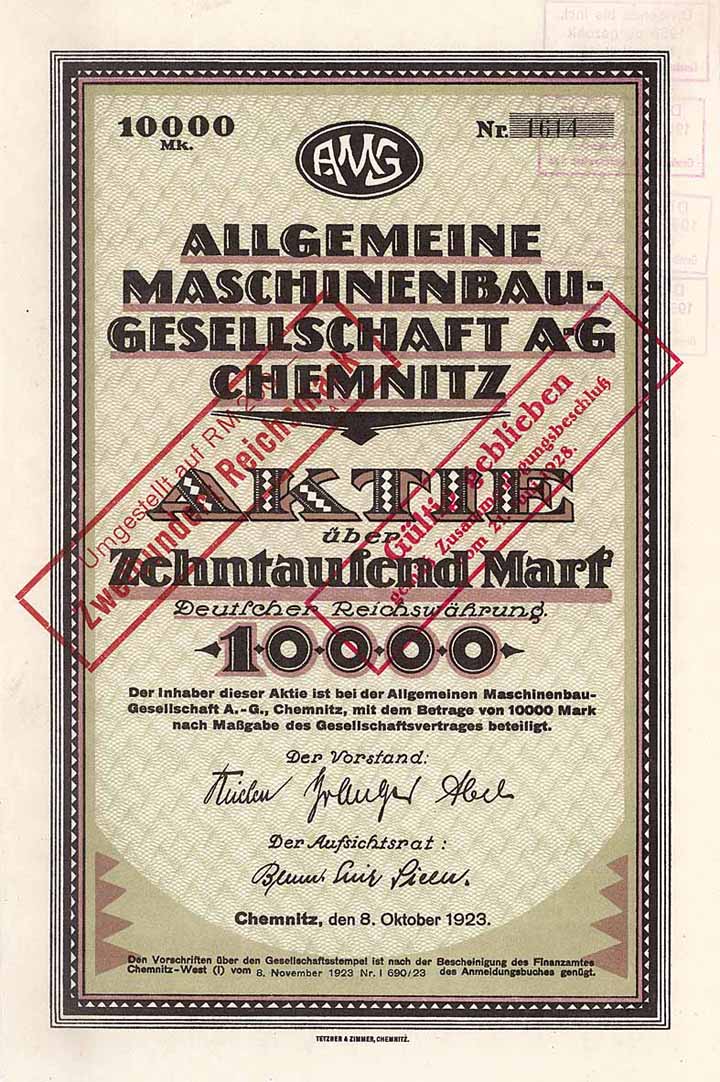 10000
Mk.
Nr. 1614
AMG
ALLGEMEINE
MASCHINENBAU-
GESELLSCHAFT A-G
CHEMNITZ
Umgestellt auf RM
Zweihundert Reichsmark
Gültig geblieben
gemäß Zusammenlegungsbeschluß
vom 1928.
AKTIE
über
Zehntausend Mark
Deutscher Reichswährung.
10000
Der Inhaber dieser Aktie ist bei der Allgemeinen Maschinenbau-
Gesellschaft A.-G., Chemnitz, mit dem Betrage von 10000 Mark
nach Maßgabe des Gesellschaftsvertrages beteiligt.
Der Vorstand:
Der Aufsichtsrat:
Chemnitz, den 8. Oktober 1923.
Den Vorschriften über den Gesellschaftsstempel ist nach der Bescheinigung des Finanzamtes
Chemnitz-West (I) vom 8. November 1923 Nr. I 690/23 des Anmeldungsbuches genügt.
TETZNER & ZIMMER, CHEMNITZ.